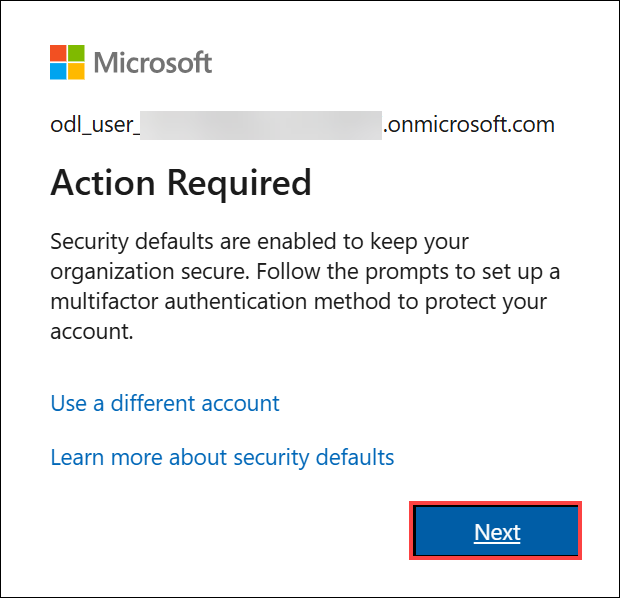 Microsoft
odl_user_ .onmicrosoft.com
Action Required
Security defaults are enabled to keep your
organization secure. Follow the prompts to set up a
multifactor authentication method to protect your
account.
Use a different account
Learn more about security defaults
Next